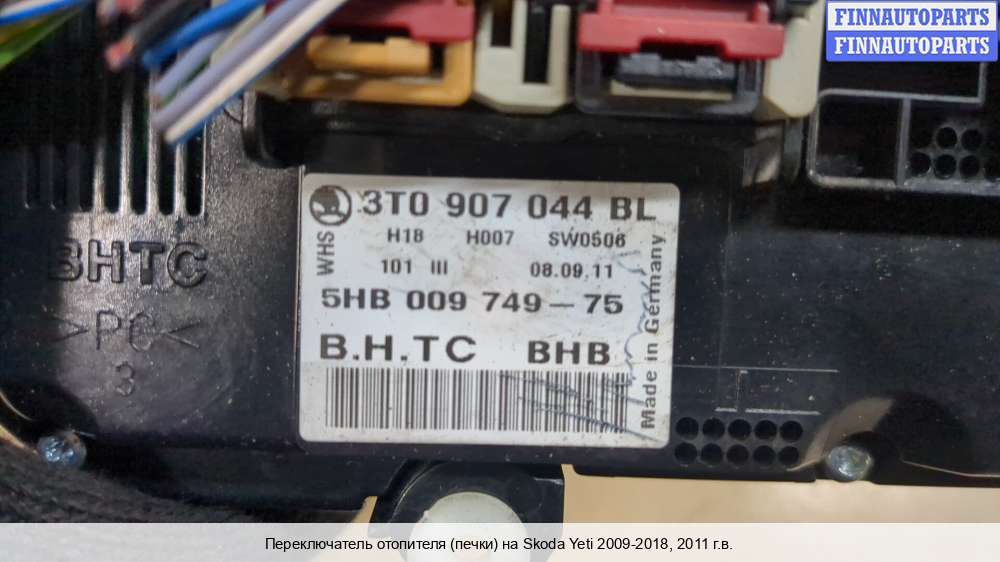 FINNAUTOPARTS
FINNAUTOPARTS
3T0 907 044 BL
WHS
H18 H007 SW0506
101 III 08.09.11
5HB 009 749-75
B.H.TC BHB
Made in Germany
BHTC
>PC<
3
Переключатель отопителя (печки) на Skoda Yeti 2009-2018, 2011 г.в.